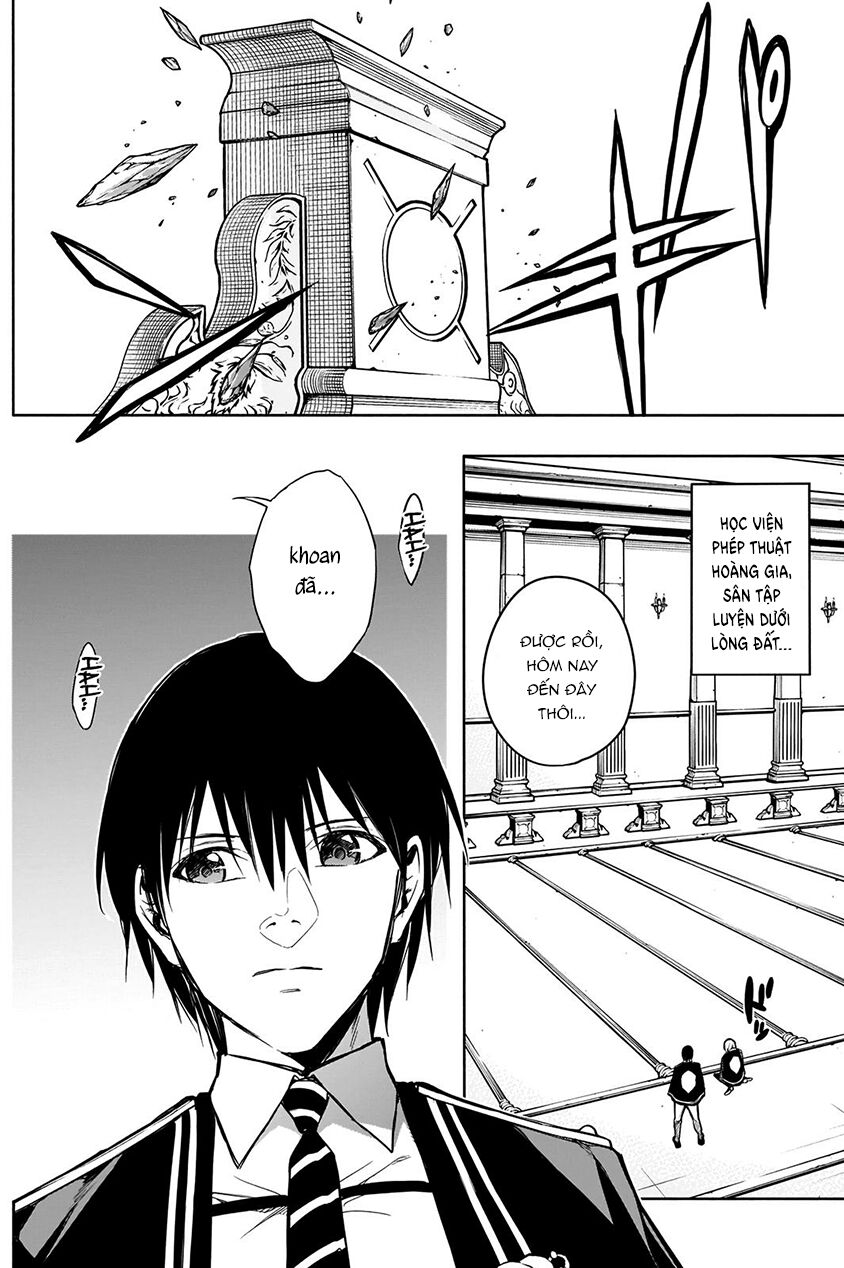 HỌC VIỆN
PHÉP THUẬT
HOÀNG GIA,
SÂN TẬP
LUYỆN DƯỚI
LÒNG ĐẤT...
ĐƯỢC RỒI,
HÔM NAY
ĐẾN ĐÂY
THÔI...
khoan
đã...